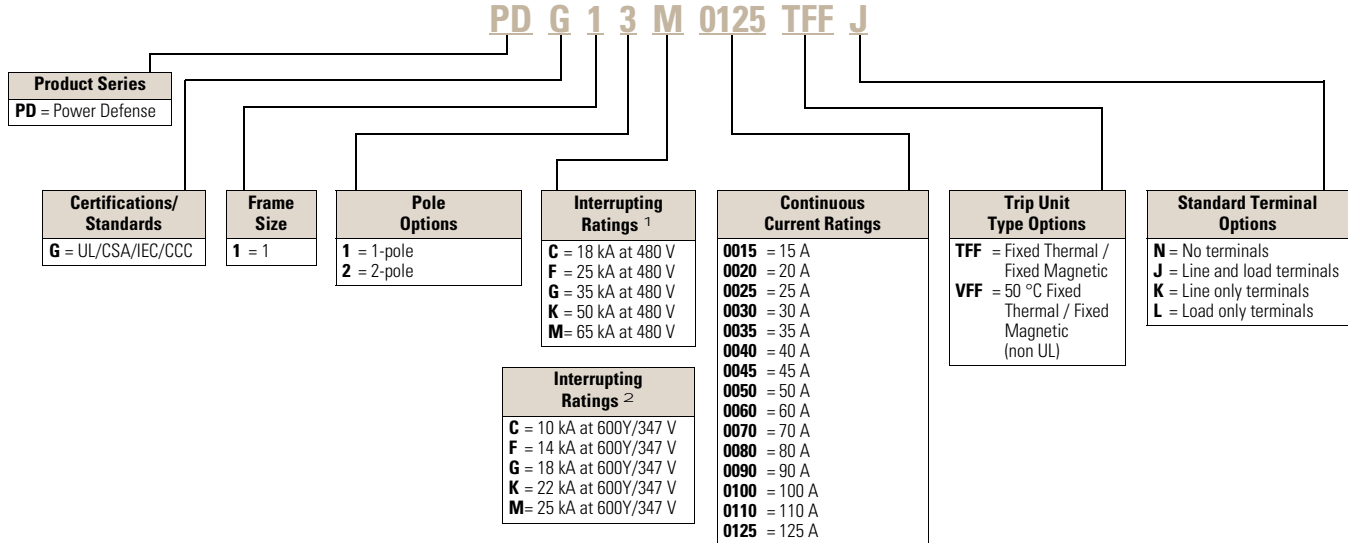 PD G 1 3 M 0125 TFF J
Product Series
PD = Power Defense
Certifications/
Standards
G = UL/CSA/IEC/CCC
Frame
Size
1 = 1
Pole
Options
1 = 1-pole
2 = 2-pole
Interrupting
Ratings 1
C = 18 kA at 480 V
F = 25 kA at 480 V
G = 35 kA at 480 V
K = 50 kA at 480 V
M= 65 kA at 480 V
Interrupting
Ratings 2
C = 10 kA at 600Y/347 V
F = 14 kA at 600Y/347 V
G = 18 kA at 600Y/347 V
K = 22 kA at 600Y/347 V
M= 25 kA at 600Y/347 V
Continuous
Current Ratings
0015 = 15 A
0020 = 20 A
0025 = 25 A
0030 = 30 A
0035 = 35 A
0040 = 40 A
0045 = 45 A
0050 = 50 A
0060 = 60 A
0070 = 70 A
0080 = 80 A
0090 = 90 A
0100 = 100 A
0110 = 110 A
0125 = 125 A
Trip Unit
Type Options
TFF = Fixed Thermal /
Fixed Magnetic
VFF = 50 °C Fixed
Thermal / Fixed
Magnetic
(non UL)
Standard Terminal
Options
N = No terminals
J = Line and load terminals
K = Line only terminals
L = Load only terminals